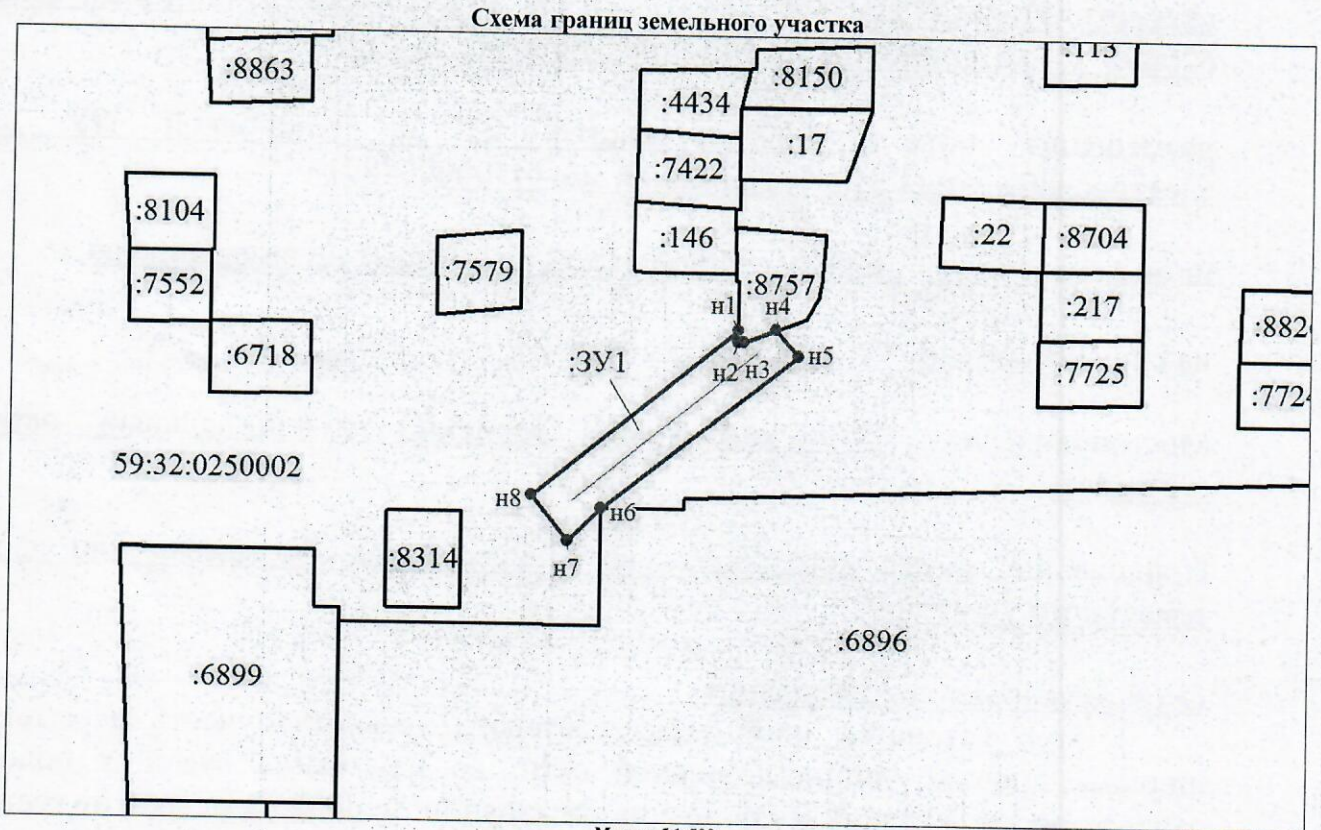 Схема границ земельного участка
:8863
:8150
:113
:4434
:17
:7422
:8104
:146
:22
:8704
:7579
:7552
:8757
:217
н1
н4
:6718
:ЗУ1
н2
н3
н5
:7725
:7724
59:32:0250002
н8
н6
н7
:8314
:6899
:6896